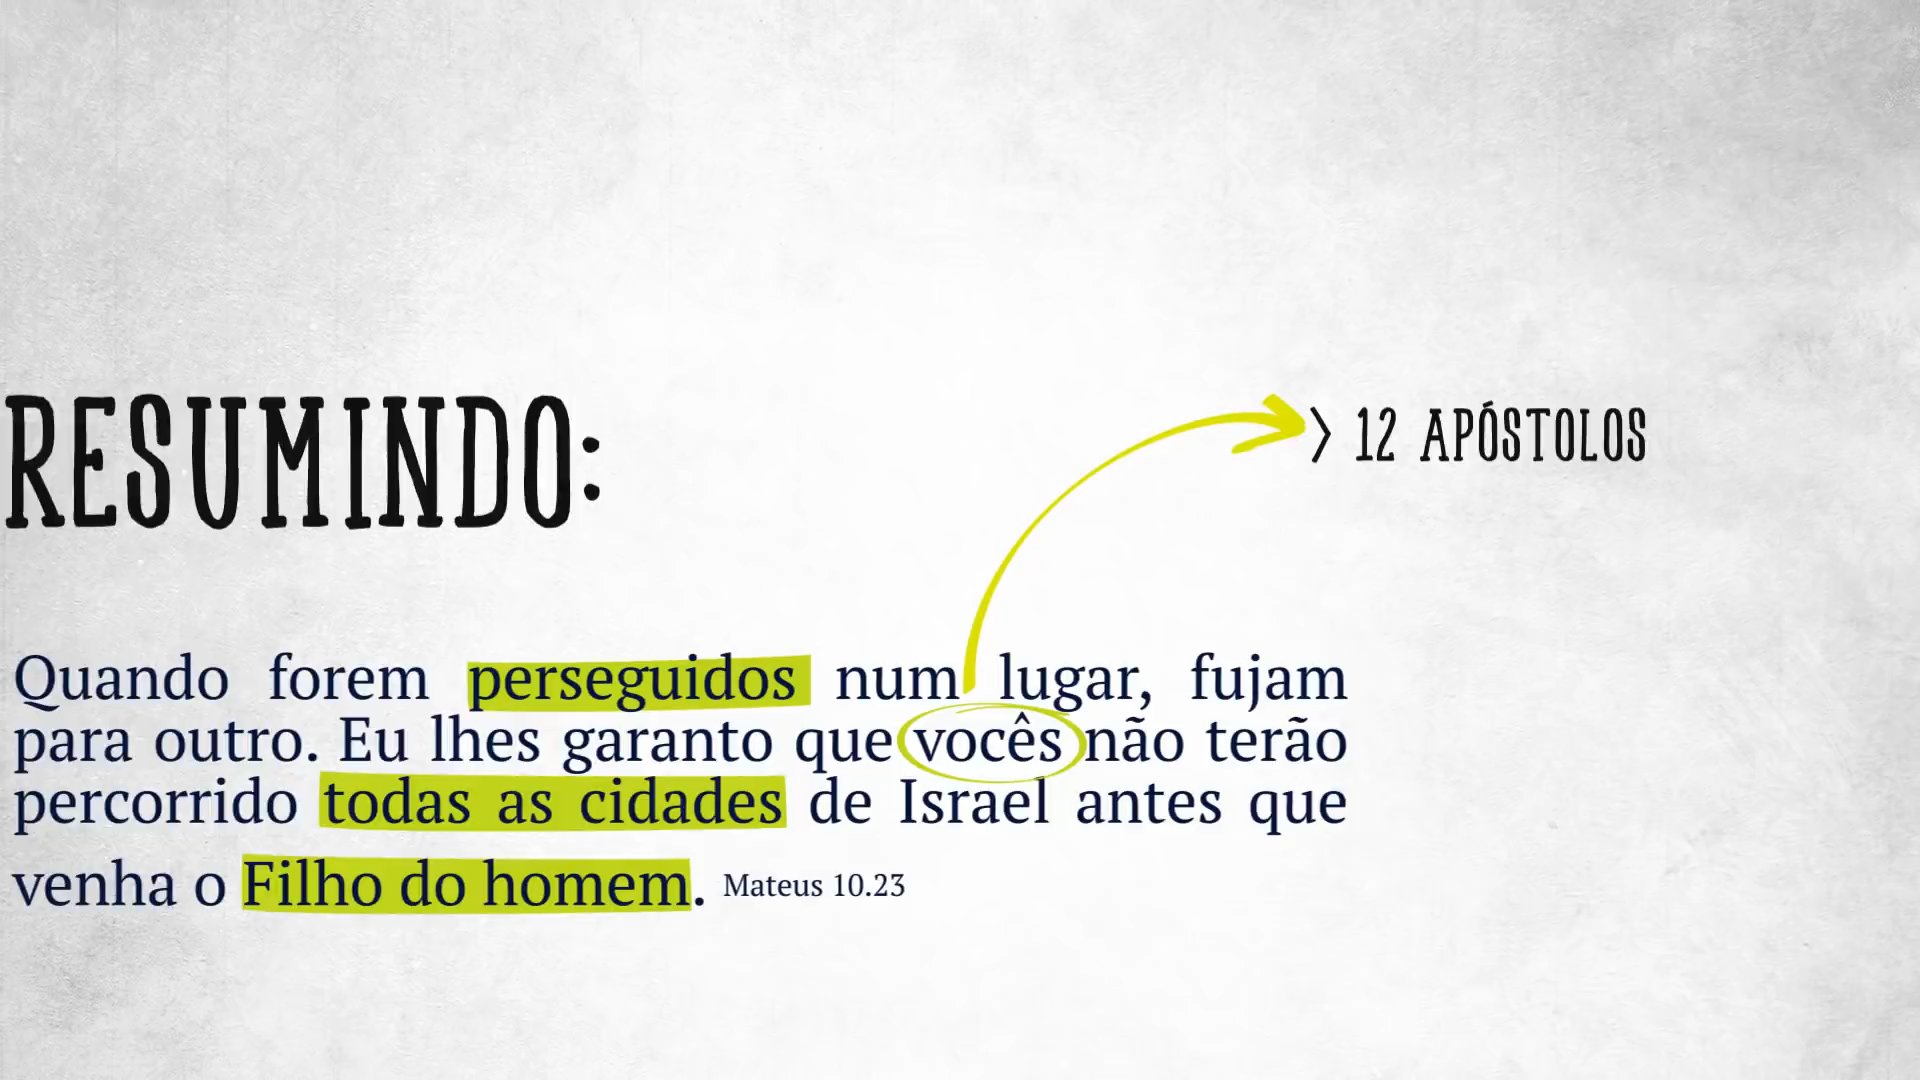 RESUMINDO:
> 12 APÓSTOLOS
Quando forem perseguidos num lugar, fujam
para outro. Eu lhes garanto que vocês não terão
percorrido todas as cidades de Israel antes que
venha o Filho do homem. Mateus 10.23